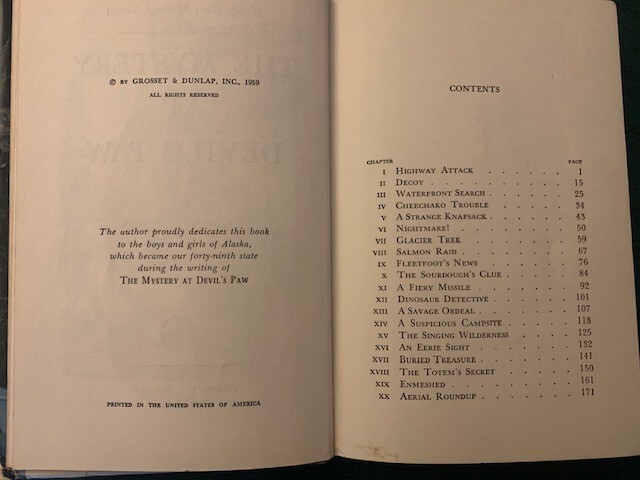 © BY GROSSET & DUNLAP, INC., 1959
ALL RIGHTS RESERVED
The author proudly dedicates this book
to the boys and girls of Alaska,
which became our forty-ninth state
during the writing of
THE MYSTERY AT DEVIL'S PAW
PRINTED IN THE UNITED STATES OF AMERICA
CONTENTS
CHAPTER PAGE
I HIGHWAY ATTACK . . . . . . 1
II DECOY . . . . . . . . 15
III WATERFRONT SEARCH . . . . . 25
IV CHEECHAKO TROUBLE . . . . . 34
V A STRANGE KNAPSACK . . . . . 43
VI NIGHTMARE! . . . . . . . 50
VII GLACIER TREK . . . . . . 59
VIII SALMON RAID . . . . . . 67
IX FLEETFOOT'S NEWS . . . . . 76
X THE SOURDOUGH'S CLUE . . . . 84
XI A FIERY MISSILE . . . . . 92
XII DINOSAUR DETECTIVE . . . . . 101
XIII A SAVAGE ORDEAL . . . . . 107
XIV A SUSPICIOUS CAMPSITE . . . . 118
XV THE SINGING WILDERNESS . . . . 125
XVI AN EERIE SIGHT . . . . . . 132
XVII BURIED TREASURE . . . . . 141
XVIII THE TOTEM'S SECRET . . . . . 150
XIX ENMESHED . . . . . . . 161
XX AERIAL ROUNDUP . . . . . . 171